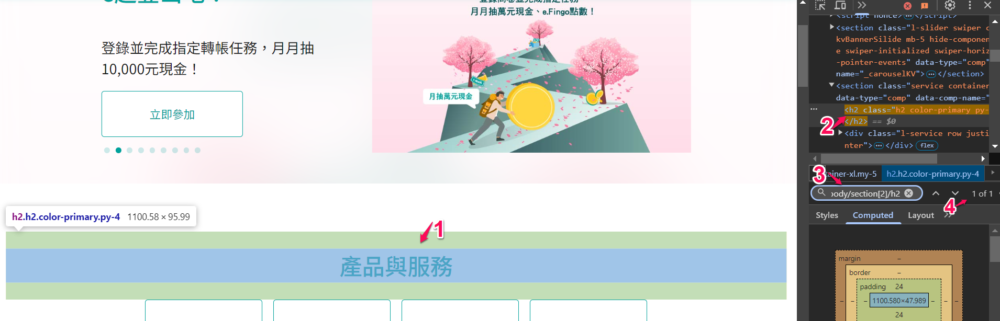 月月抽萬元現金、e.Fingo點數！
登錄並完成指定轉帳任務，月月抽
10,000元現金！
立即參加
月抽萬元現金
h2.h2.color-primary.py-4 1100.58 × 95.99
1
產品與服務
<script nonce>…</script>
<section class="l-slider swiper c
kvBannerSilide mb-5 hide-componen
e swiper-initialized swiper-horiz
-pointer-events" data-type="comp"
name="_carouselKV">…</section>
<section class="service container
data-type="comp" data-comp-name="
… <h2 class="h2 color-primary py-
2 </h2> == $0
<div class="l-service row justi
nter">…</div> flex
3 tainer-xl.my-5 h2.h2.color-primary.py-4
body/section[2]/h2 1 of 1
4
Styles Computed Layout
margin –
border –
padding 24
– – – 1100.580×47.989 – – –
24